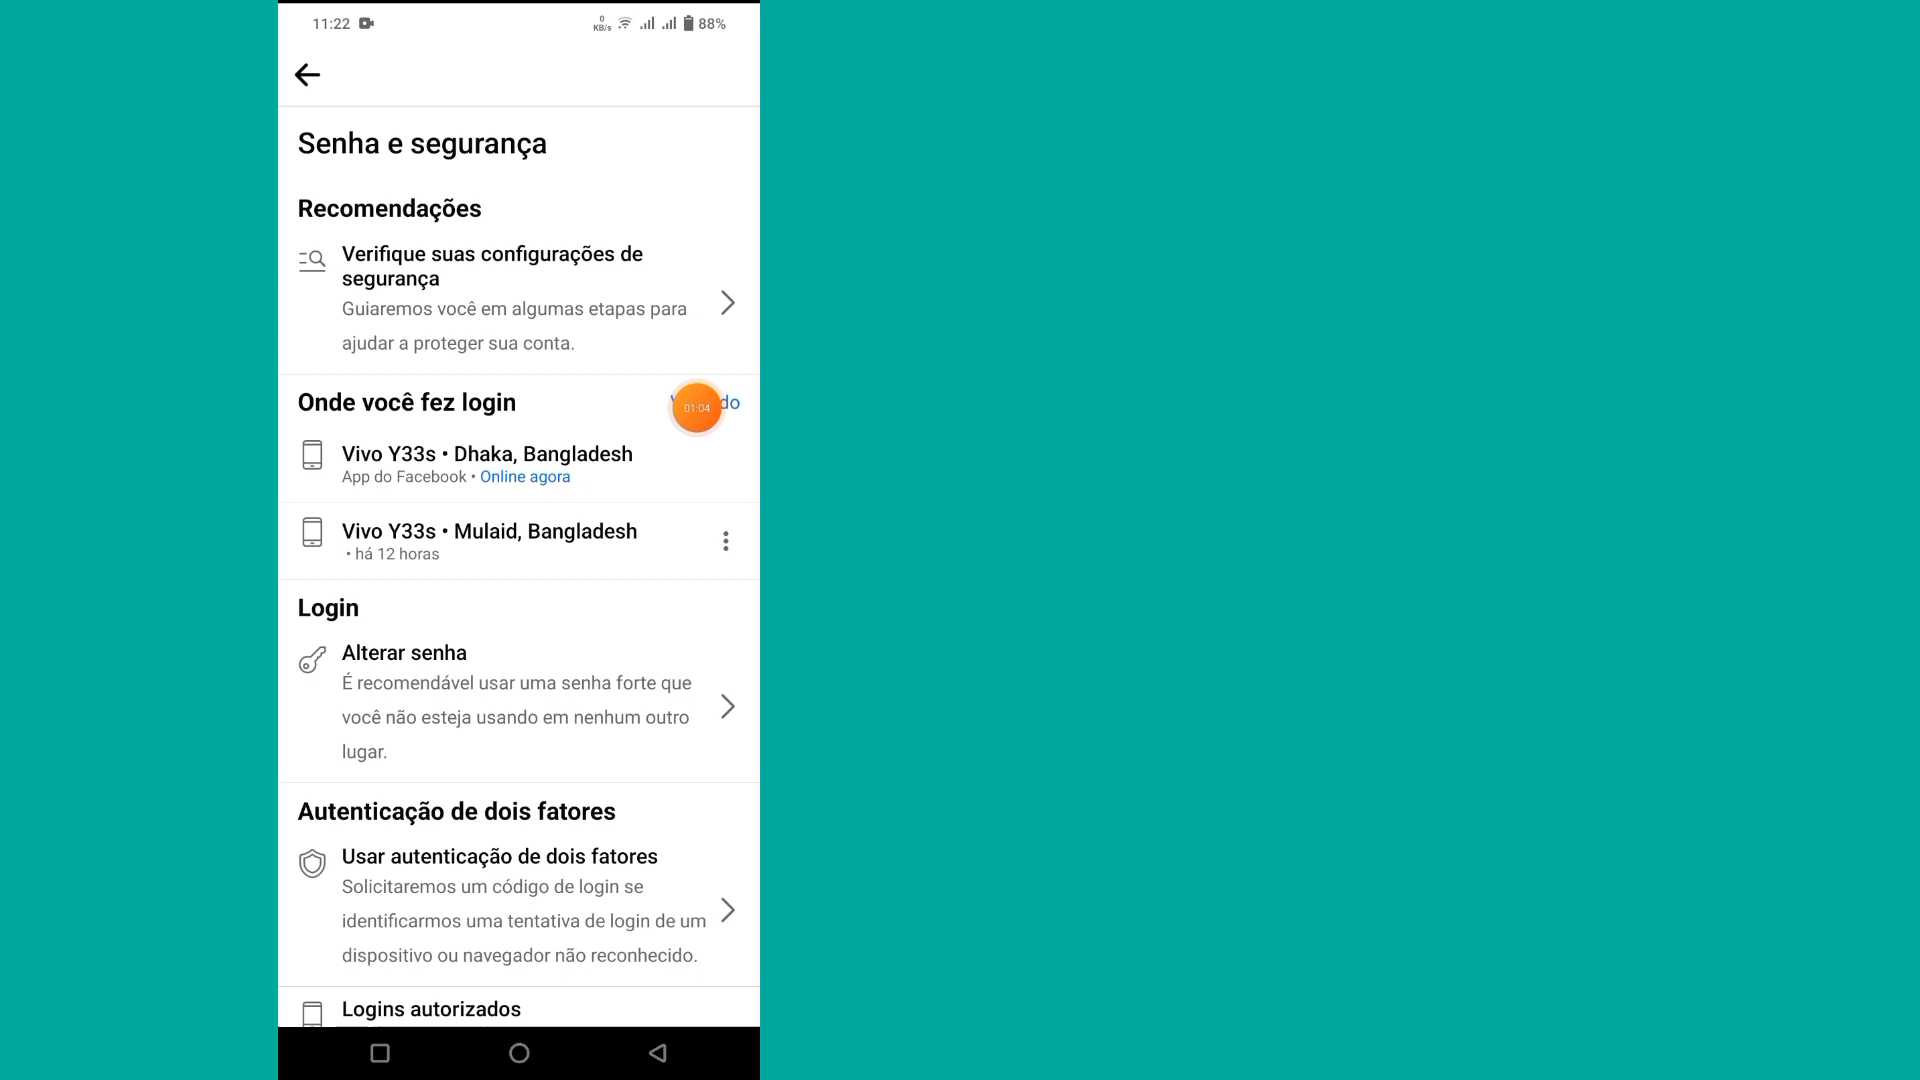 11:22
0
KB/s
88%
Senha e segurança
Recomendações
Verifique suas configurações de
segurança
Guiaremos você em algumas etapas para
ajudar a proteger sua conta.
Onde você fez login
01:04
Vivo Y33s • Dhaka, Bangladesh
App do Facebook • Online agora
Vivo Y33s • Mulaid, Bangladesh
• há 12 horas
Login
Alterar senha
É recomendável usar uma senha forte que
você não esteja usando em nenhum outro
lugar.
Autenticação de dois fatores
Usar autenticação de dois fatores
Solicitaremos um código de login se
identificarmos uma tentativa de login de um
dispositivo ou navegador não reconhecido.
Logins autorizados